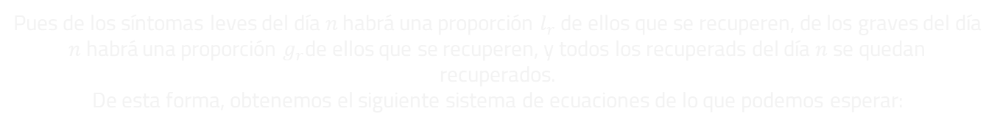 Pues de los síntomas leves del día n habrá una proporción l_r de ellos que se recuperen, de los graves del día
n habrá una proporción g_r de ellos que se recuperen, y todos los recuperads del día n se quedan
recuperados.
De esta forma, obtenemos el siguiente sistema de ecuaciones de lo que podemos esperar: